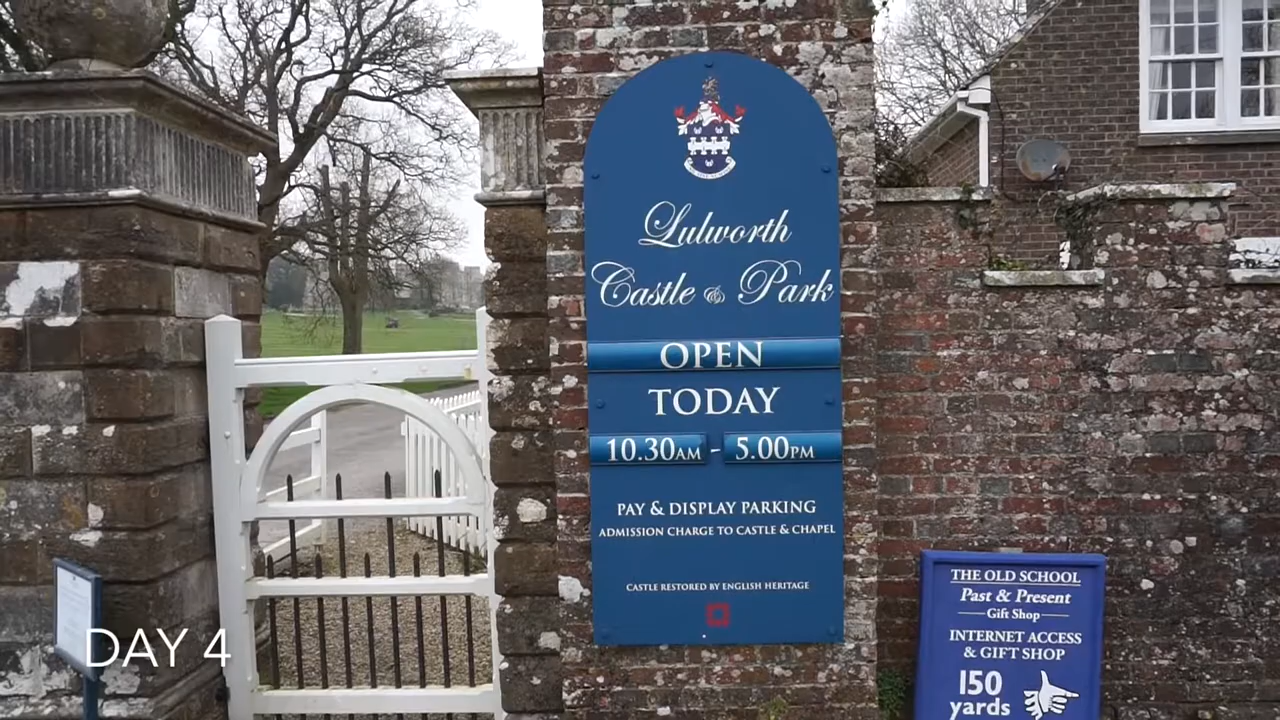 Lulworth
Castle & Park
OPEN
TODAY
10.30AM - 5.00PM
PAY & DISPLAY PARKING
ADMISSION CHARGE TO CASTLE & CHAPEL
CASTLE RESTORED BY ENGLISH HERITAGE
THE OLD SCHOOL
Past & Present
Gift Shop
INTERNET ACCESS
& GIFT SHOP
150
yards
DAY 4